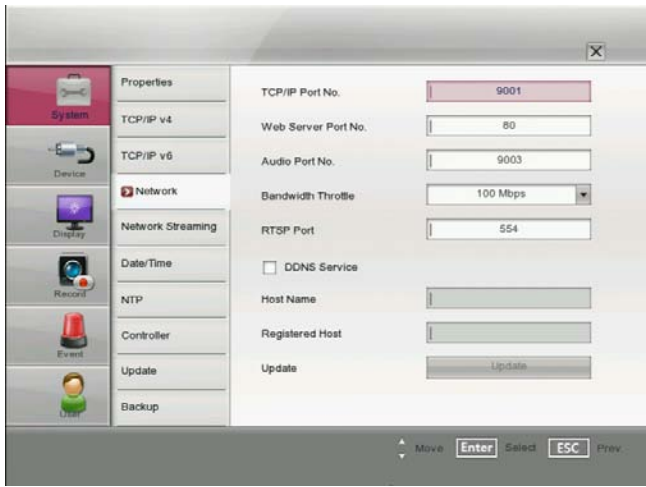 System
Device
Display
Record
Event
User
Properties
TCP/IP v4
TCP/IP v6
Network
Network Streaming
Date/Time
NTP
Controller
Update
Backup
TCP/IP Port No. 9001
Web Server Port No. 80
Audio Port No. 9003
Bandwidth Throttle 100 Mbps
RTSP Port 554
DDNS Service
Host Name
Registered Host
Update Update
Move Enter Select ESC Prev.